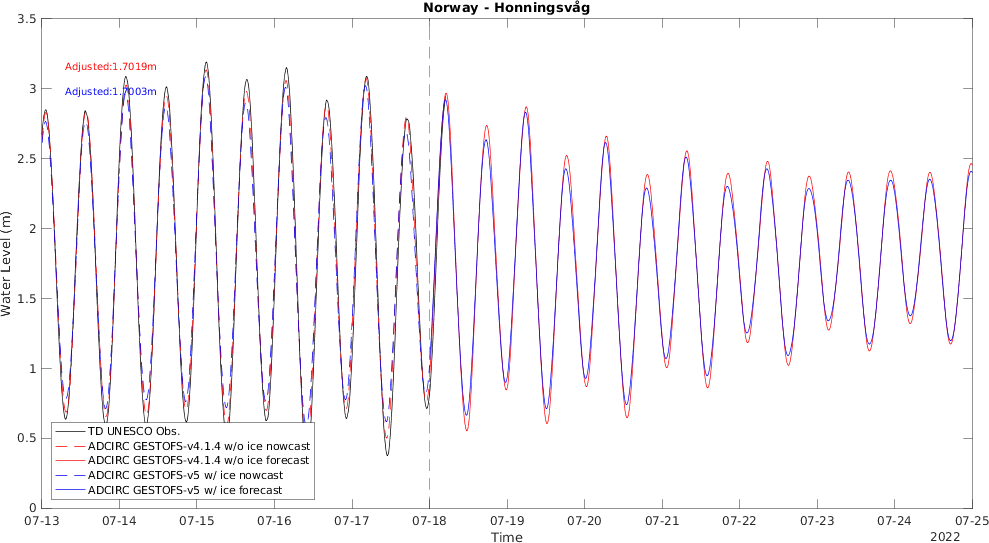 Norway - Honningsvåg
3.5
3
2.5
2
1.5
1
0.5
0
Water Level (m)
Adjusted:1.7019m
Adjusted:1.7003m
TD UNESCO Obs.
ADCIRC GESTOFS-v4.1.4 w/o ice nowcast
ADCIRC GESTOFS-v4.1.4 w/o ice forecast
ADCIRC GESTOFS-v5 w/ ice nowcast
ADCIRC GESTOFS-v5 w/ ice forecast
07-13 07-14 07-15 07-16 07-17 07-18 07-19 07-20 07-21 07-22 07-23 07-24 07-25
Time
2022